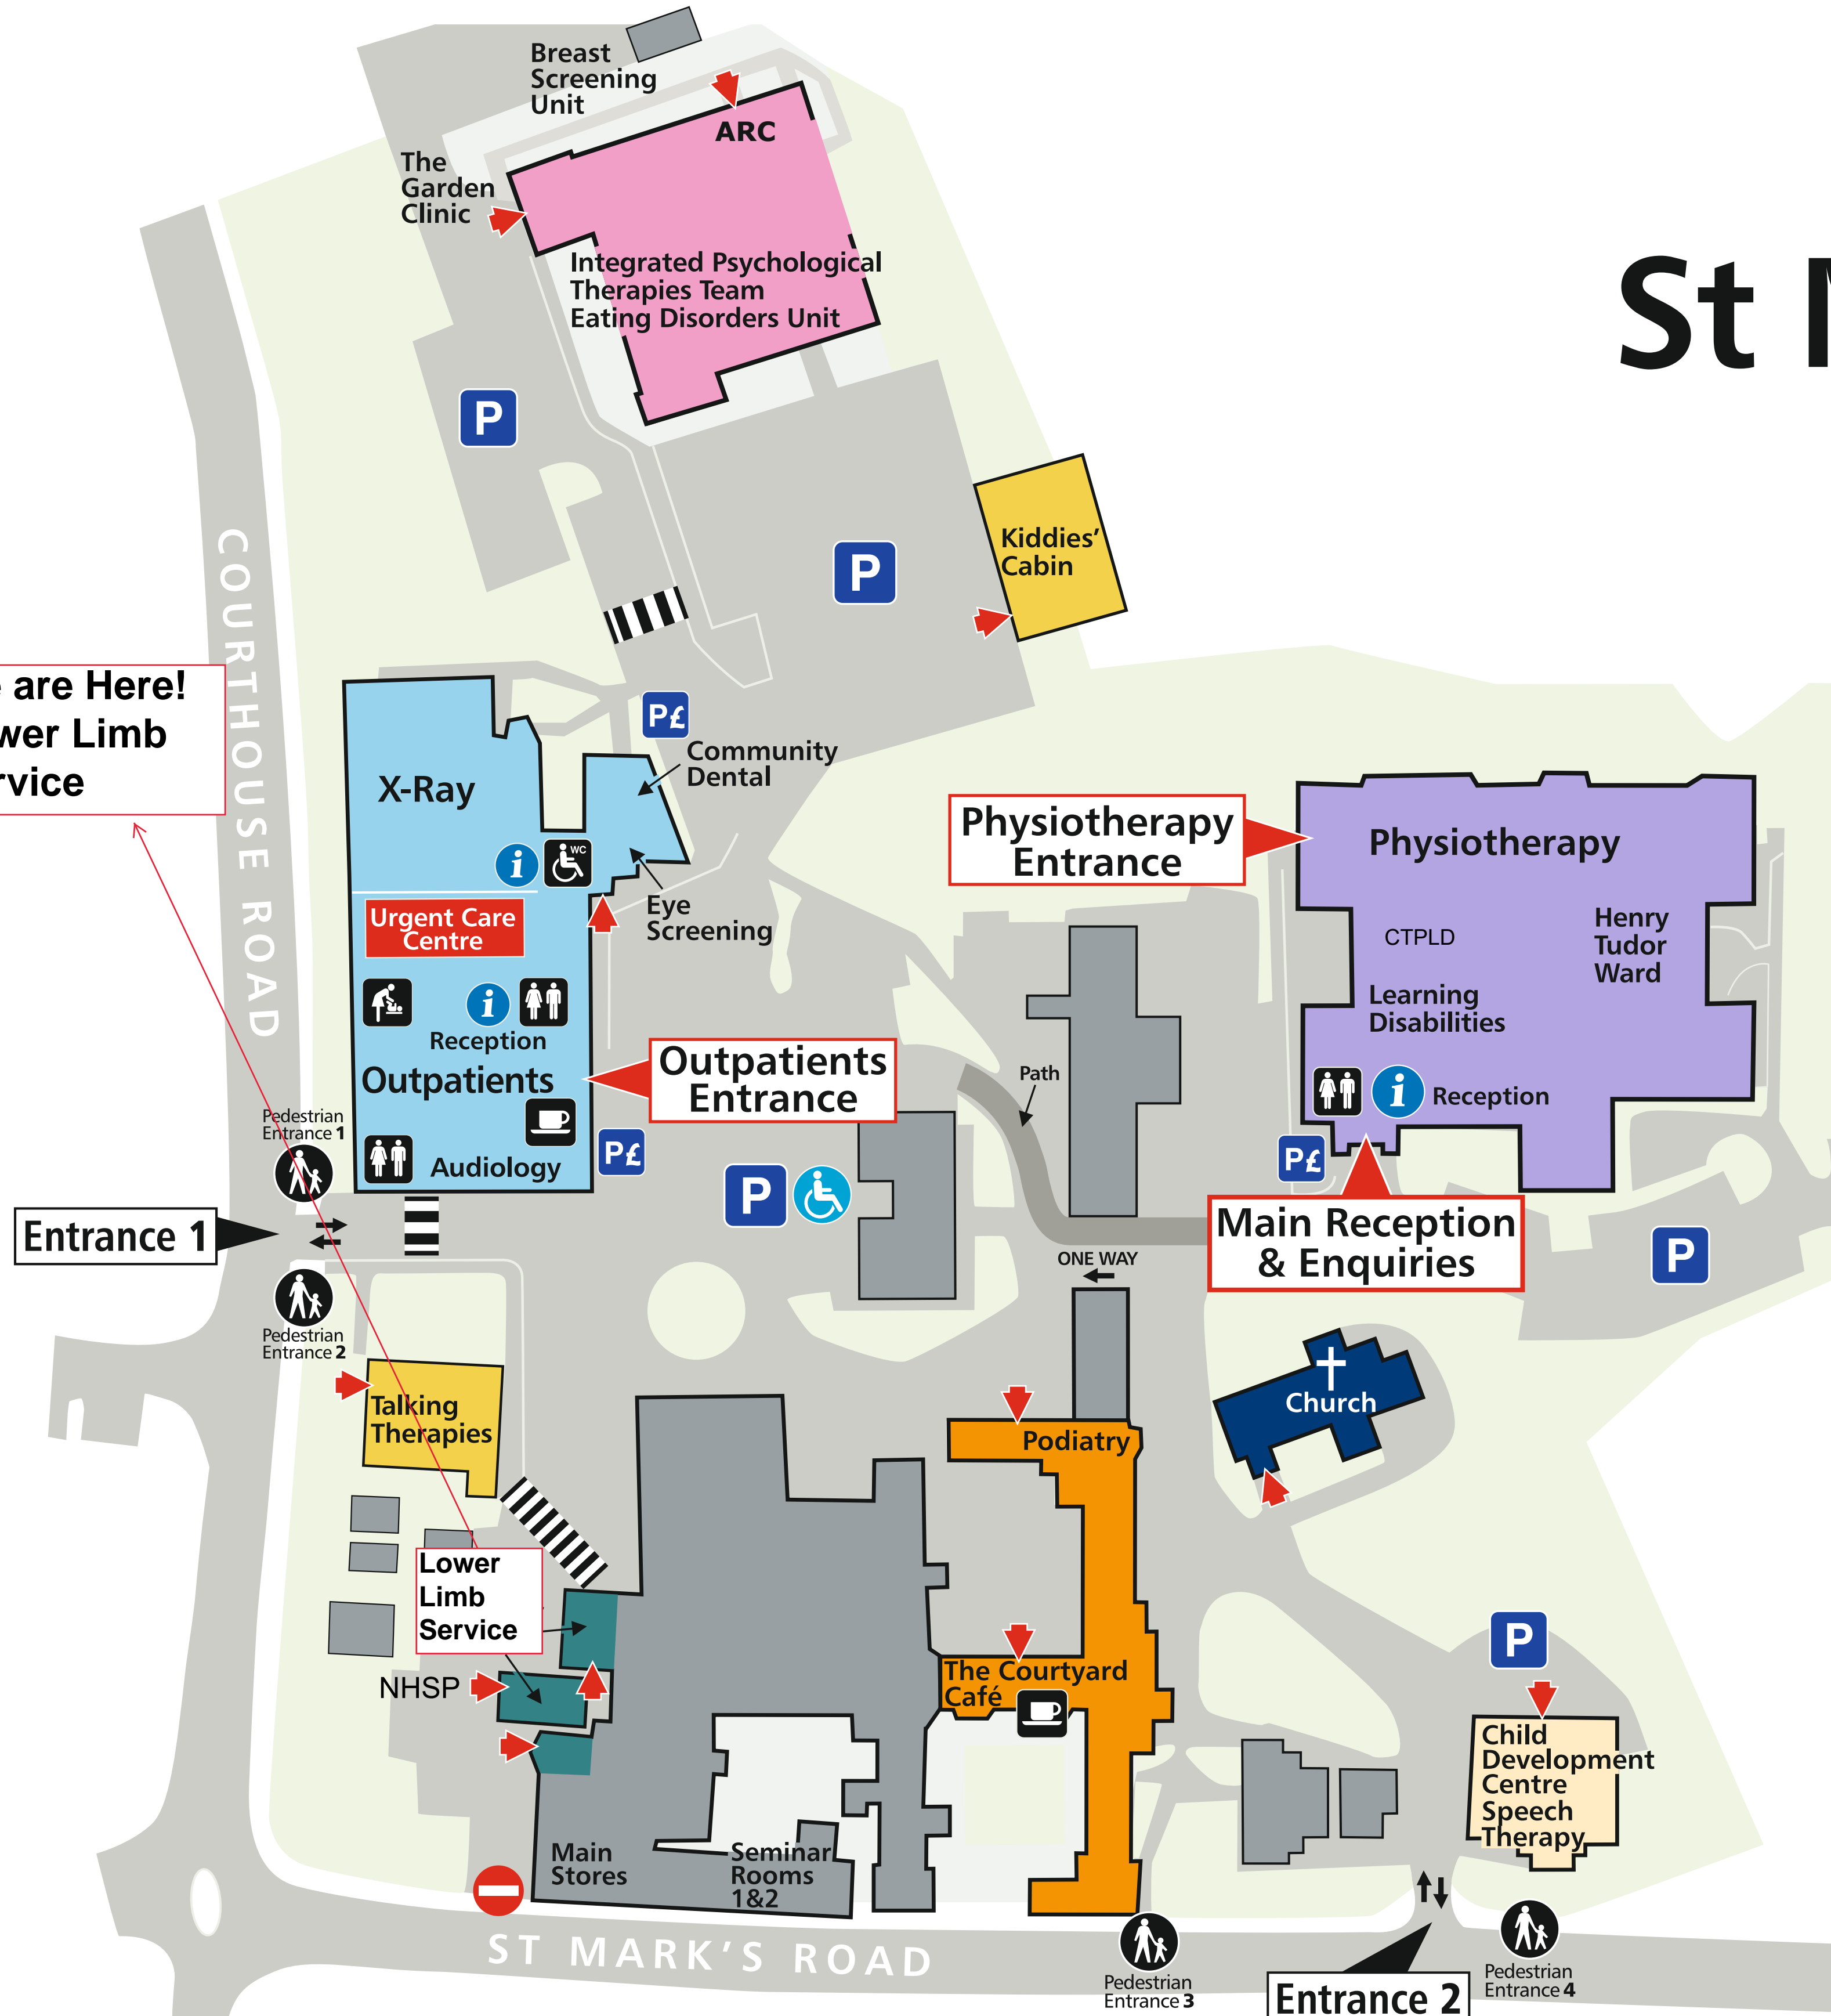 Breast
Screening
Unit
ARC
The
Garden
Clinic
Integrated Psychological
Therapies Team
Eating Disorders Unit
St
P
P
Kiddies'
Cabin
COURTHOUSE ROAD
are Here!
Limb
P£
Community
Dental
X-Ray
i
WC
Eye
Screening
Urgent Care
Centre
i
Reception
Outpatients
Outpatients
Entrance
Audiology
P£
P
Physiotherapy
Entrance
Physiotherapy
CTPLD
Henry
Tudor
Ward
Learning
Disabilities
i
Reception
P£
Main Reception
& Enquiries
P
Path
ONE WAY
Pedestrian
Entrance 1
Entrance 1
Pedestrian
Entrance 2
Talking
Therapies
Church
Podiatry
Lower
Limb
Service
NHSP
The Courtyard
Café
P
Child
Development
Centre
Speech
Therapy
Main
Stores
Seminar
Rooms
1&2
ST MARK'S ROAD
Pedestrian
Entrance 3
Entrance 2
Pedestrian
Entrance 4